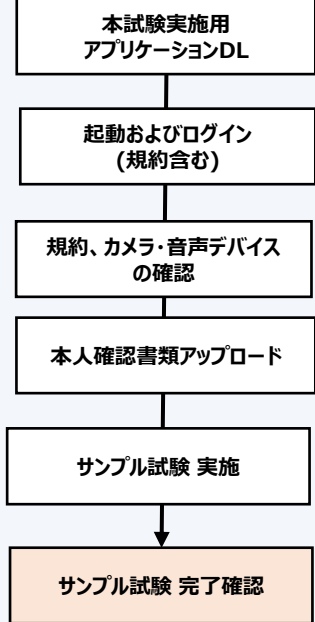 本試験実施用
アプリケーションDL
起動およびログイン
(規約含む)
規約、カメラ・音声デバイス
の確認
本人確認書類アップロード
サンプル試験 実施
サンプル試験 完了確認